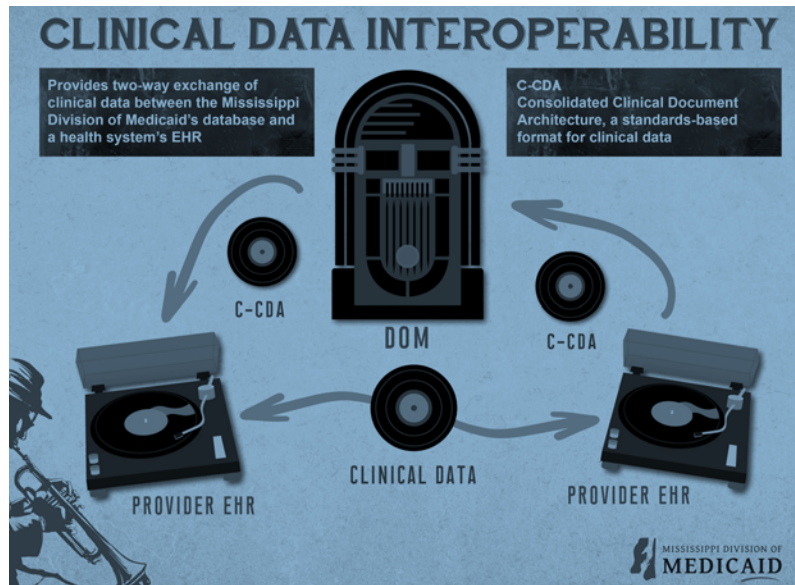 CLINICAL DATA INTEROPERABILITY
Provides two-way exchange of
clinical data between the Mississippi
Division of Medicaid's database and
a health system's EHR
C-CDA
Consolidated Clinical Document
Architecture, a standards-based
format for clinical data
C-CDA
DOM
C-CDA
CLINICAL DATA
PROVIDER EHR
PROVIDER EHR
MISSISSIPPI DIVISION OF
MEDICAID